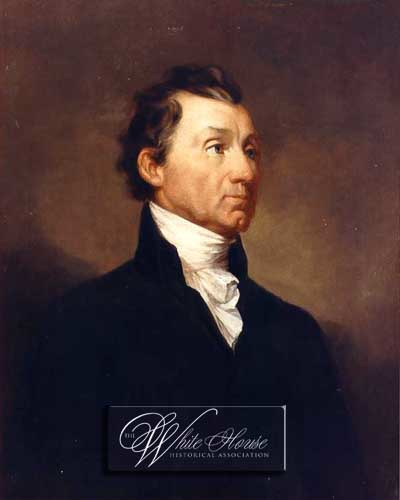 THE
White House
HISTORICAL ASSOCIATION